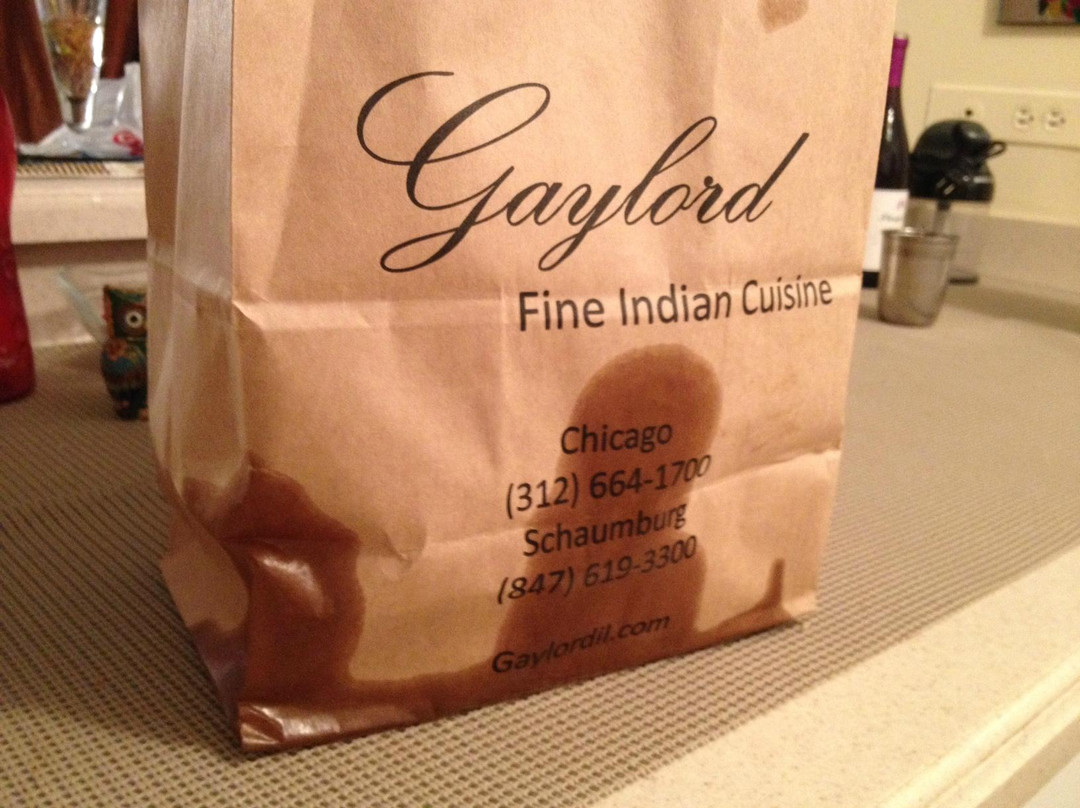 Gaylord
Fine Indian Cuisine
Chicago
(312) 664-1700
Schaumburg
(847) 619-3300
Gaylordil.com